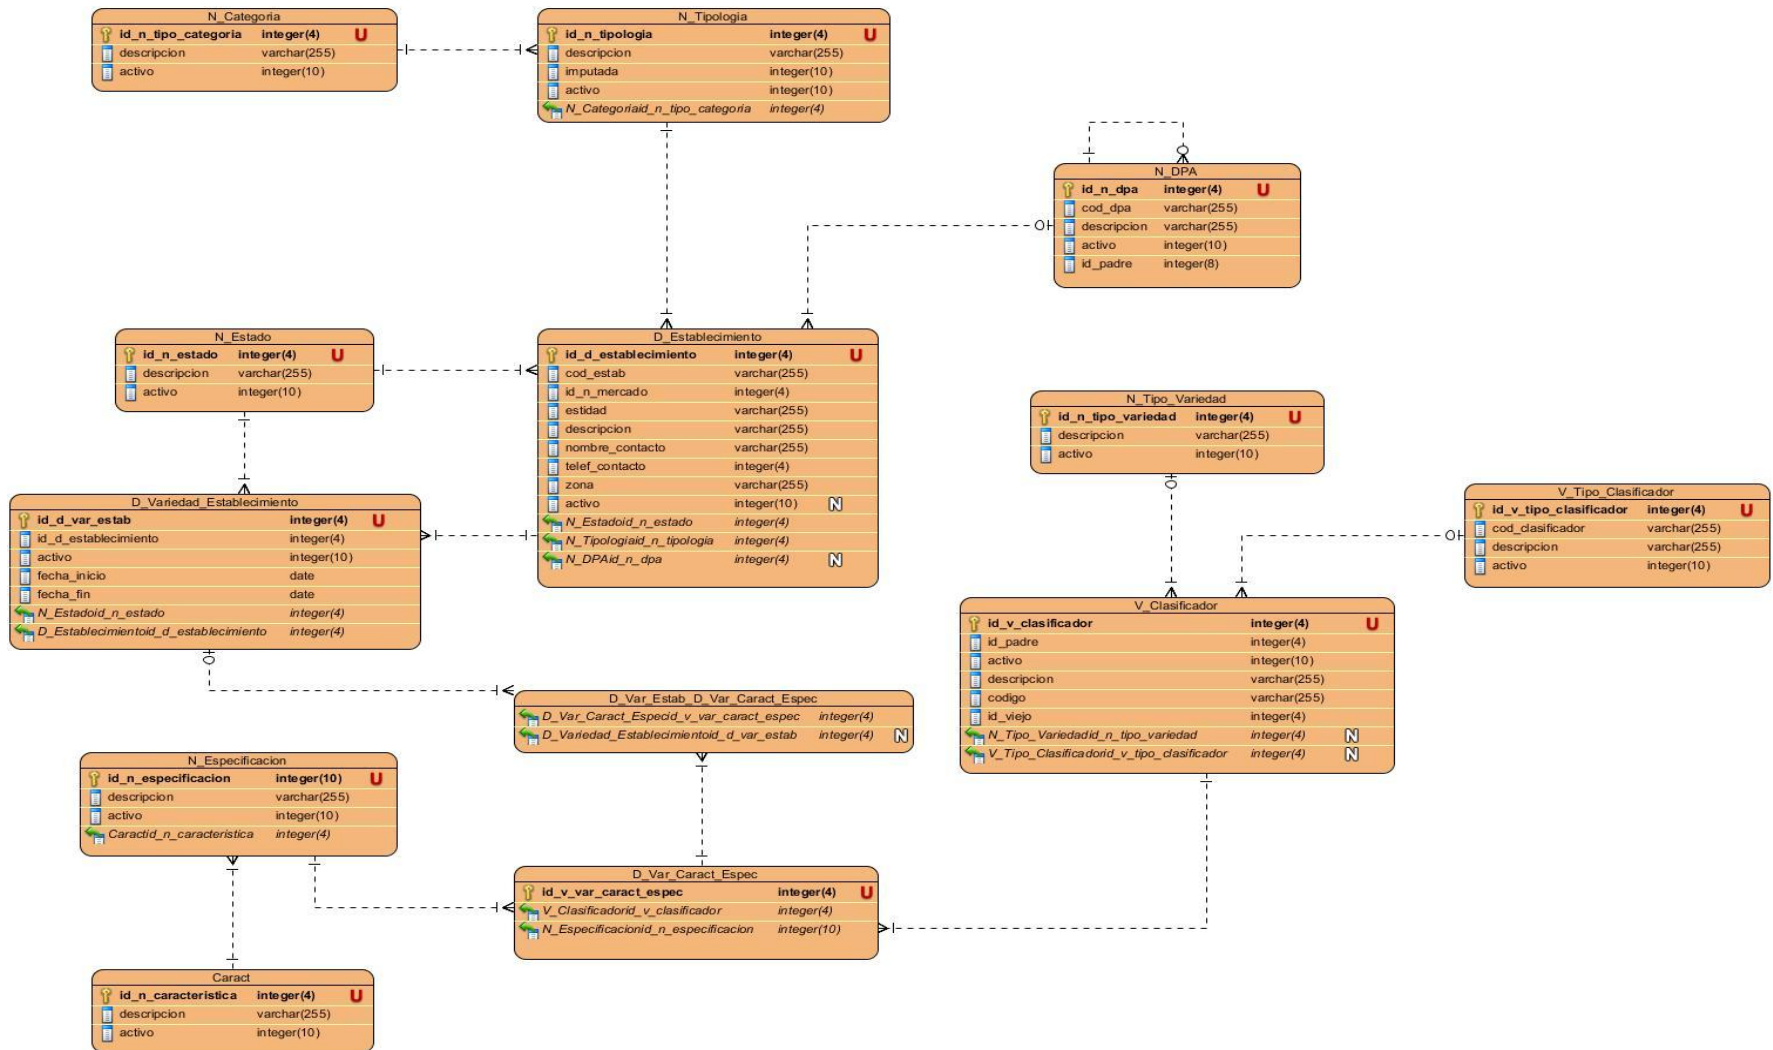 N_Categoria
id_n_tipo_categoria integer(4) U
descripcion varchar(255)
activo integer(10)
N_Tipologia
id_n_tipologia integer(4) U
descripcion varchar(255)
imputada integer(10)
activo integer(10)
N_Categoriaid_n_tipo_categoria integer(4)
N_DPA
id_n_dpa integer(4) U
cod_dpa varchar(255)
descripcion varchar(255)
activo integer(10)
id_padre integer(8)
N_Estado
id_n_estado integer(4) U
descripcion varchar(255)
activo integer(10)
D_Establecimiento
id_d_establecimiento integer(4) U
cod_estab varchar(255)
id_n_mercado integer(4)
estidad varchar(255)
descripcion varchar(255)
nombre_contacto varchar(255)
telef_contacto integer(4)
zona varchar(255)
activo integer(10) N
N_Estadoid_n_estado integer(4)
N_Tipologiaid_n_tipologia integer(4)
N_DPAid_n_dpa integer(4) N
N_Tipo_Variedad
id_n_tipo_variedad integer(4) U
descripcion varchar(255)
activo integer(10)
V_Tipo_Clasificador
id_v_tipo_clasificador integer(4) U
cod_clasificador varchar(255)
descripcion varchar(255)
activo integer(10)
D_Variedad_Establecimiento
id_d_var_estab integer(4) U
id_d_establecimiento integer(4)
activo integer(10)
fecha_inicio date
fecha_fin date
N_Estadoid_n_estado integer(4)
D_Establecimientoid_d_establecimiento integer(4)
V_Clasificador
id_v_clasificador integer(4) U
id_padre integer(4)
activo integer(10)
descripcion varchar(255)
codigo varchar(255)
id_viejo integer(4)
N_Tipo_Variedadid_n_tipo_variedad integer(4) N
V_Tipo_Clasificadorid_v_tipo_clasificador integer(4) N
D_Var_Estab_D_Var_Caract_Espec
D_Var_Caract_Especid_v_var_caract_espec integer(4)
D_Variedad_Establecimientoid_d_var_estab integer(4) N
N_Especificacion
id_n_especificacion integer(10) U
descripcion varchar(255)
activo integer(10)
Caractid_n_caracteristica integer(4)
D_Var_Caract_Espec
id_v_var_caract_espec integer(4) U
V_Clasificadorid_v_clasificador integer(4)
N_Especificacionid_n_especificacion integer(10)
Caract
id_n_caracteristica integer(4) U
descripcion varchar(255)
activo integer(10)